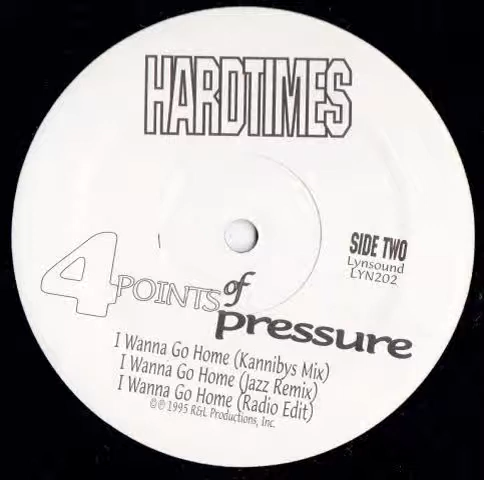 HARDTIMES
SIDE TWO
Lynsound
LYN202
4 POINTS of
pressure
I Wanna Go Home (Kannibys Mix)
I Wanna Go Home (Jazz Remix)
I Wanna Go Home (Radio Edit)
©℗ 1995 R&L Productions, Inc.